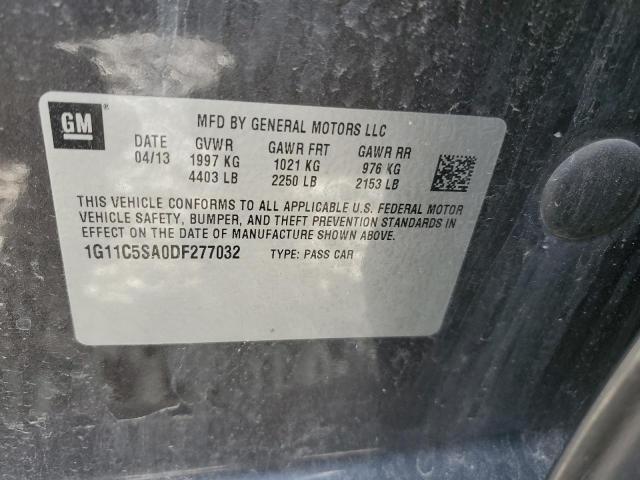 GM ® MFD BY GENERAL MOTORS LLC
DATE GVWR GAWR FRT GAWR RR
04/13 1997 KG 1021 KG 976 KG
4403 LB 2250 LB 2153 LB
THIS VEHICLE CONFORMS TO ALL APPLICABLE U.S. FEDERAL MOTOR
VEHICLE SAFETY, BUMPER, AND THEFT PREVENTION STANDARDS IN
EFFECT ON THE DATE OF MANUFACTURE SHOWN ABOVE.
1G11C5SA0DF277032 TYPE: PASS CAR